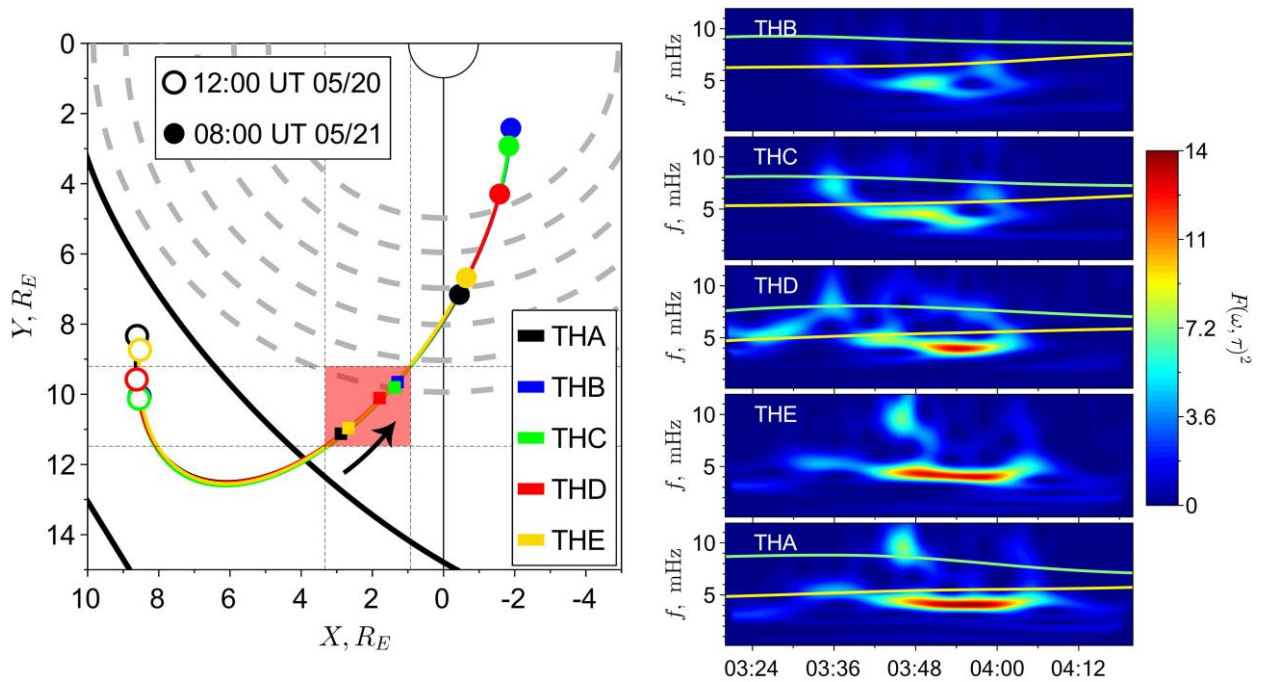 0
2
4
6
8
10
12
14
Y, R_E
10
8
6
4
2
0
-2
-4
X, R_E
12:00 UT 05/20
08:00 UT 05/21
THA
THB
THC
THD
THE
THB
10
5
f, mHz
THC
10
5
f, mHz
THD
10
5
f, mHz
THE
10
5
f, mHz
THA
10
5
f, mHz
03:24
03:36
03:48
04:00
04:12
14
11
7.2
3.6
0
F(ω, τ)²